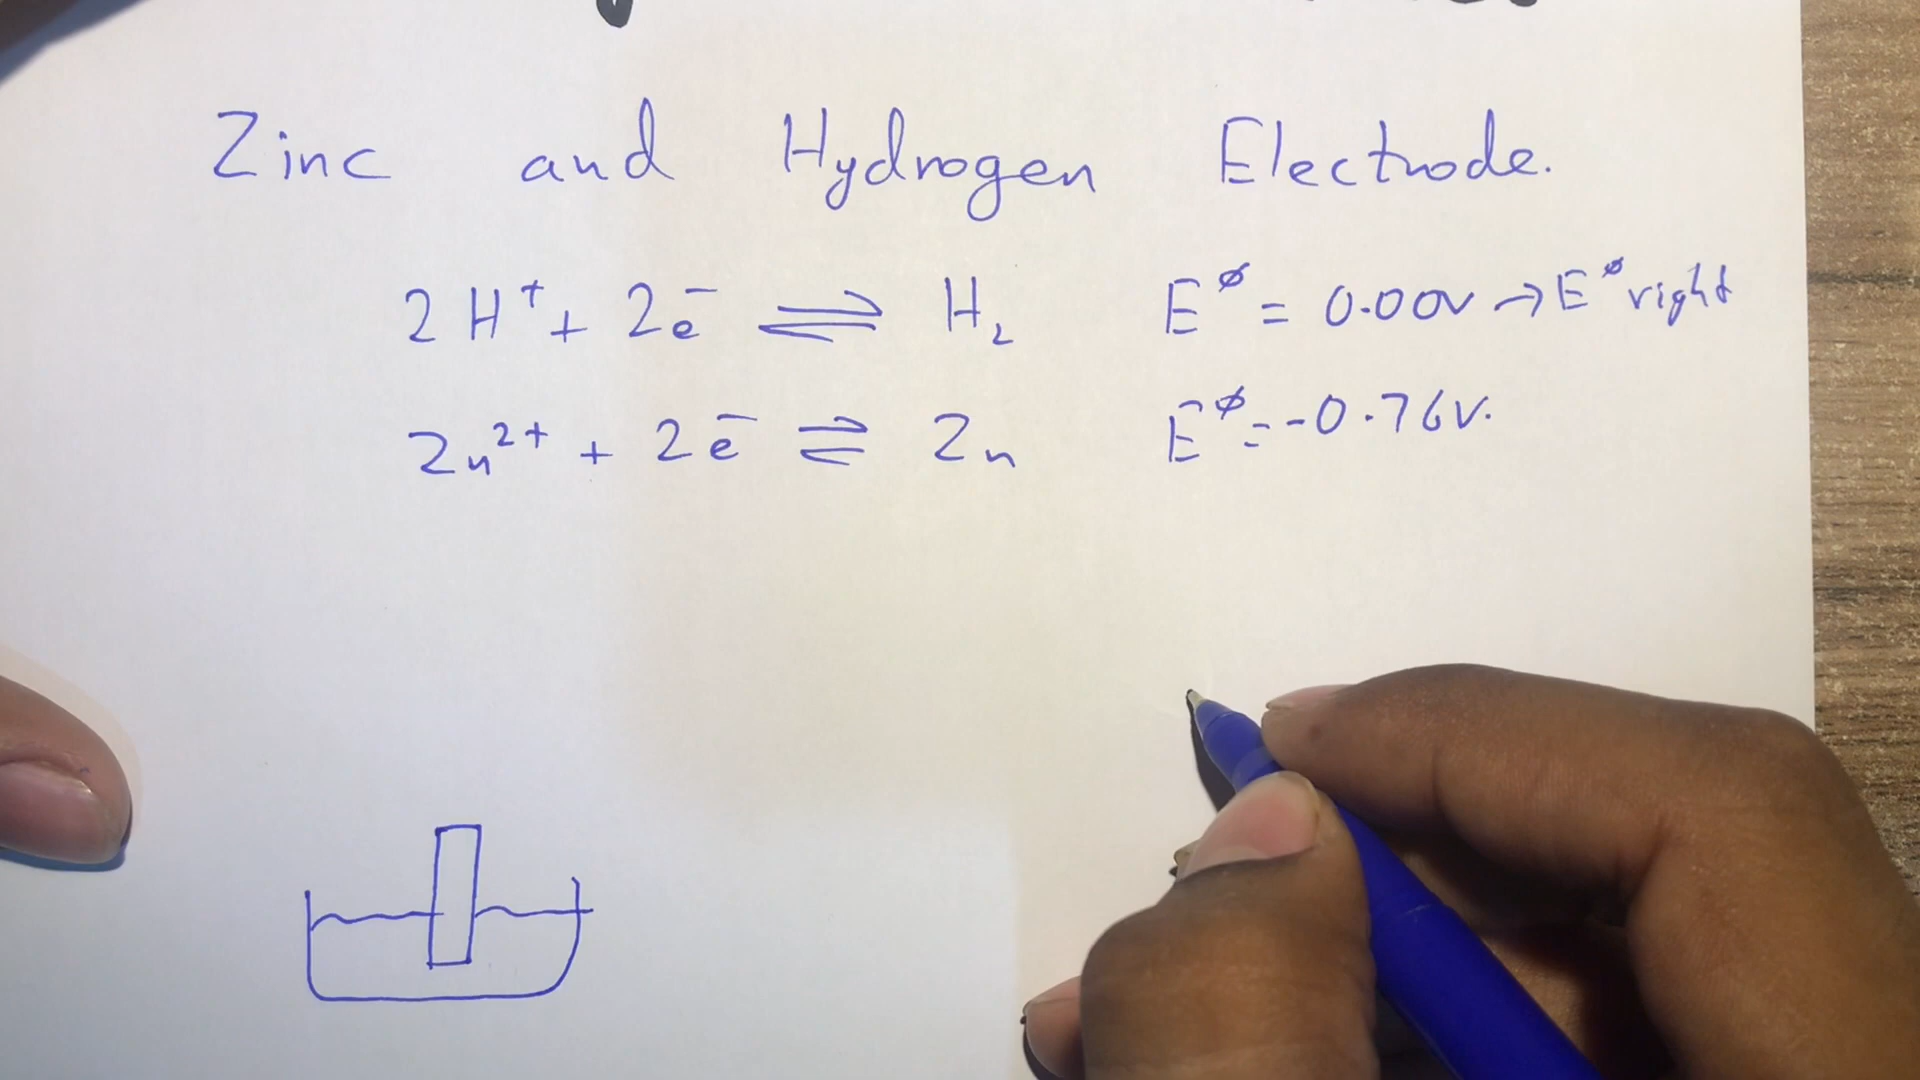 Zinc and Hydrogen Electrode.
2H⁺ + 2e⁻ ⇌ H₂ E^ø = 0.00V → E^ø right
Zn²⁺ + 2e⁻ ⇌ Zn E^ø = -0.76V.